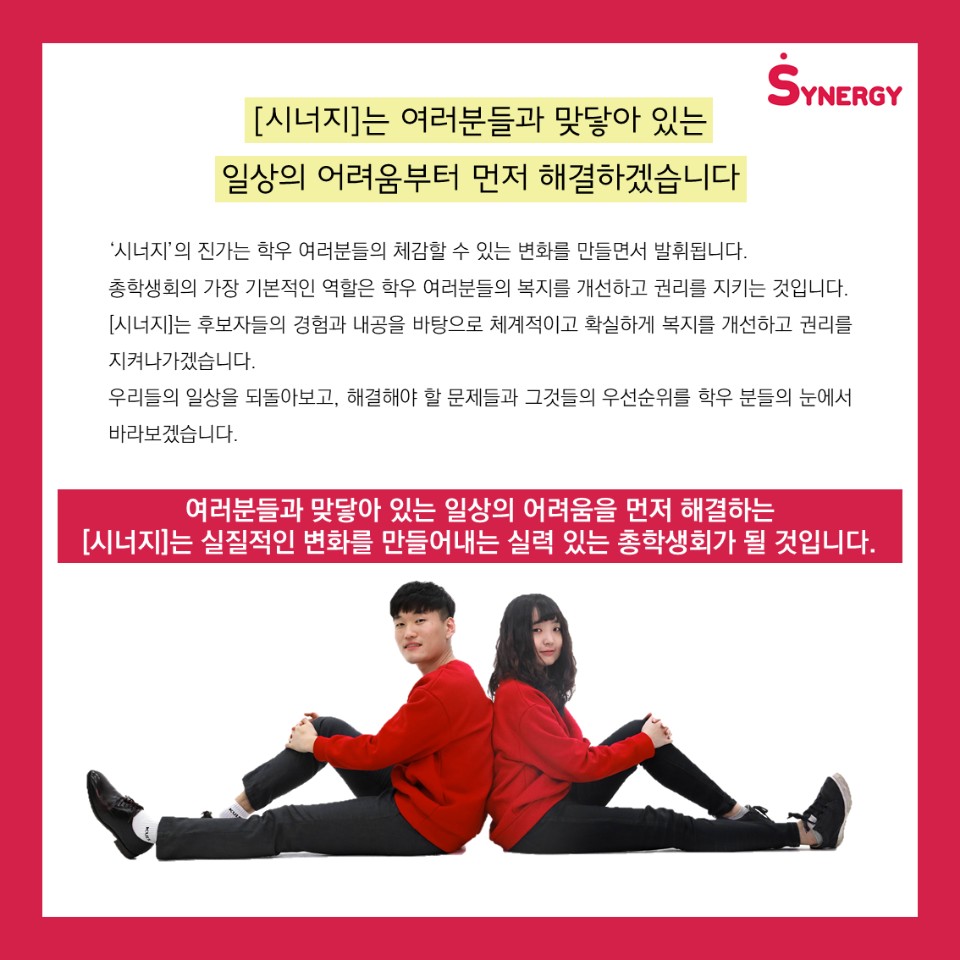 SYNERGY
[시너지]는 여러분들과 맞닿아 있는
일상의 어려움부터 먼저 해결하겠습니다
‘시너지’의 진가는 학우 여러분들의 체감할 수 있는 변화를 만들면서 발휘됩니다.
총학생회의 가장 기본적인 역할은 학우 여러분들의 복지를 개선하고 권리를 지키는 것입니다.
[시너지]는 후보자들의 경험과 내공을 바탕으로 체계적이고 확실하게 복지를 개선하고 권리를
지켜나가겠습니다.
우리들의 일상을 되돌아보고, 해결해야 할 문제들과 그것들의 우선순위를 학우 분들의 눈에서
바라보겠습니다.
여러분들과 맞닿아 있는 일상의 어려움을 먼저 해결하는
[시너지]는 실질적인 변화를 만들어내는 실력 있는 총학생회가 될 것입니다.